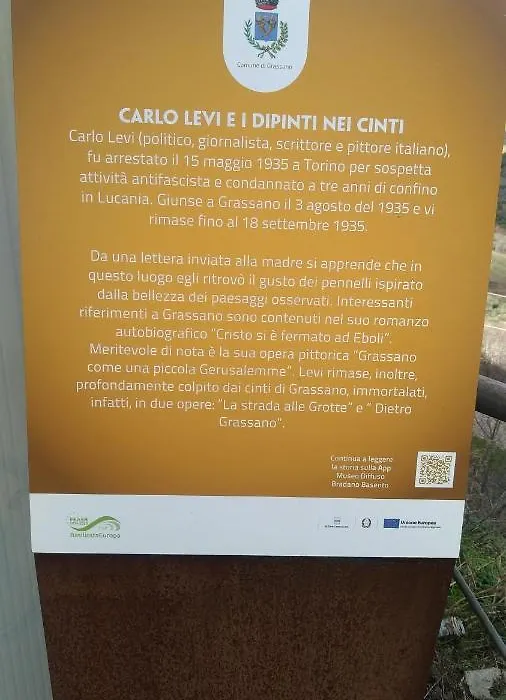 Comune di Grassano
CARLO LEVI E I DIPINTI NEI CINTI
Carlo Levi (politico, giornalista, scrittore e pittore italiano),
fu arrestato il 15 maggio 1935 a Torino per sospetta
attività antifascista e condannato a tre anni di confino
in Lucania. Giunse a Grassano il 3 agosto del 1935 e vi
rimase fino al 18 settembre 1935.
Da una lettera inviata alla madre si apprende che in
questo luogo egli ritrovò il gusto dei pennelli ispirato
dalla bellezza dei paesaggi osservati. Interessanti
riferimenti a Grassano sono contenuti nel suo romanzo
autobiografico "Cristo si è fermato ad Eboli".
Meritevole di nota è la sua opera pittorica "Grassano
come una piccola Gerusalemme". Levi rimase, inoltre,
profondamente colpito dai cinti di Grassano, immortalati,
infatti, in due opere: "La strada alle Grotte" e " Dietro
Grassano".
Continua a leggere
la storia sulla App
Museo Diffuso
Bradano Basento
BasilicataEuropa
Unione Europea